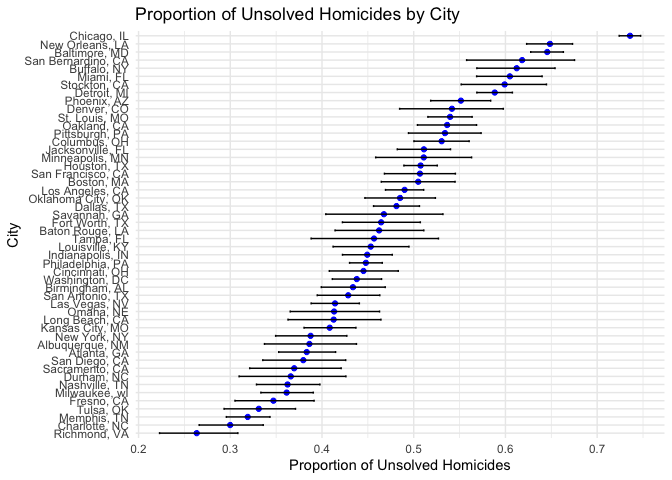 Proportion of Unsolved Homicides by City
Chicago, IL
New Orleans, LA
Baltimore, MD
San Bernardino, CA
Buffalo, NY
Miami, FL
Stockton, CA
Detroit, MI
Phoenix, AZ
Denver, CO
St. Louis, MO
Oakland, CA
Pittsburgh, PA
Columbus, OH
Jacksonville, FL
Minneapolis, MN
Houston, TX
San Francisco, CA
Boston, MA
Los Angeles, CA
Oklahoma City, OK
Dallas, TX
Savannah, GA
Fort Worth, TX
Baton Rouge, LA
Tampa, FL
Louisville, KY
Indianapolis, IN
Philadelphia, PA
Cincinnati, OH
Washington, DC
Birmingham, AL
San Antonio, TX
Las Vegas, NV
Omaha, NE
Long Beach, CA
Kansas City, MO
New York, NY
Albuquerque, NM
Atlanta, GA
San Diego, CA
Sacramento, CA
Durham, NC
Nashville, TN
Milwaukee, wI
Fresno, CA
Tulsa, OK
Memphis, TN
Charlotte, NC
Richmond, VA
City
0.2 0.3 0.4 0.5 0.6 0.7
Proportion of Unsolved Homicides